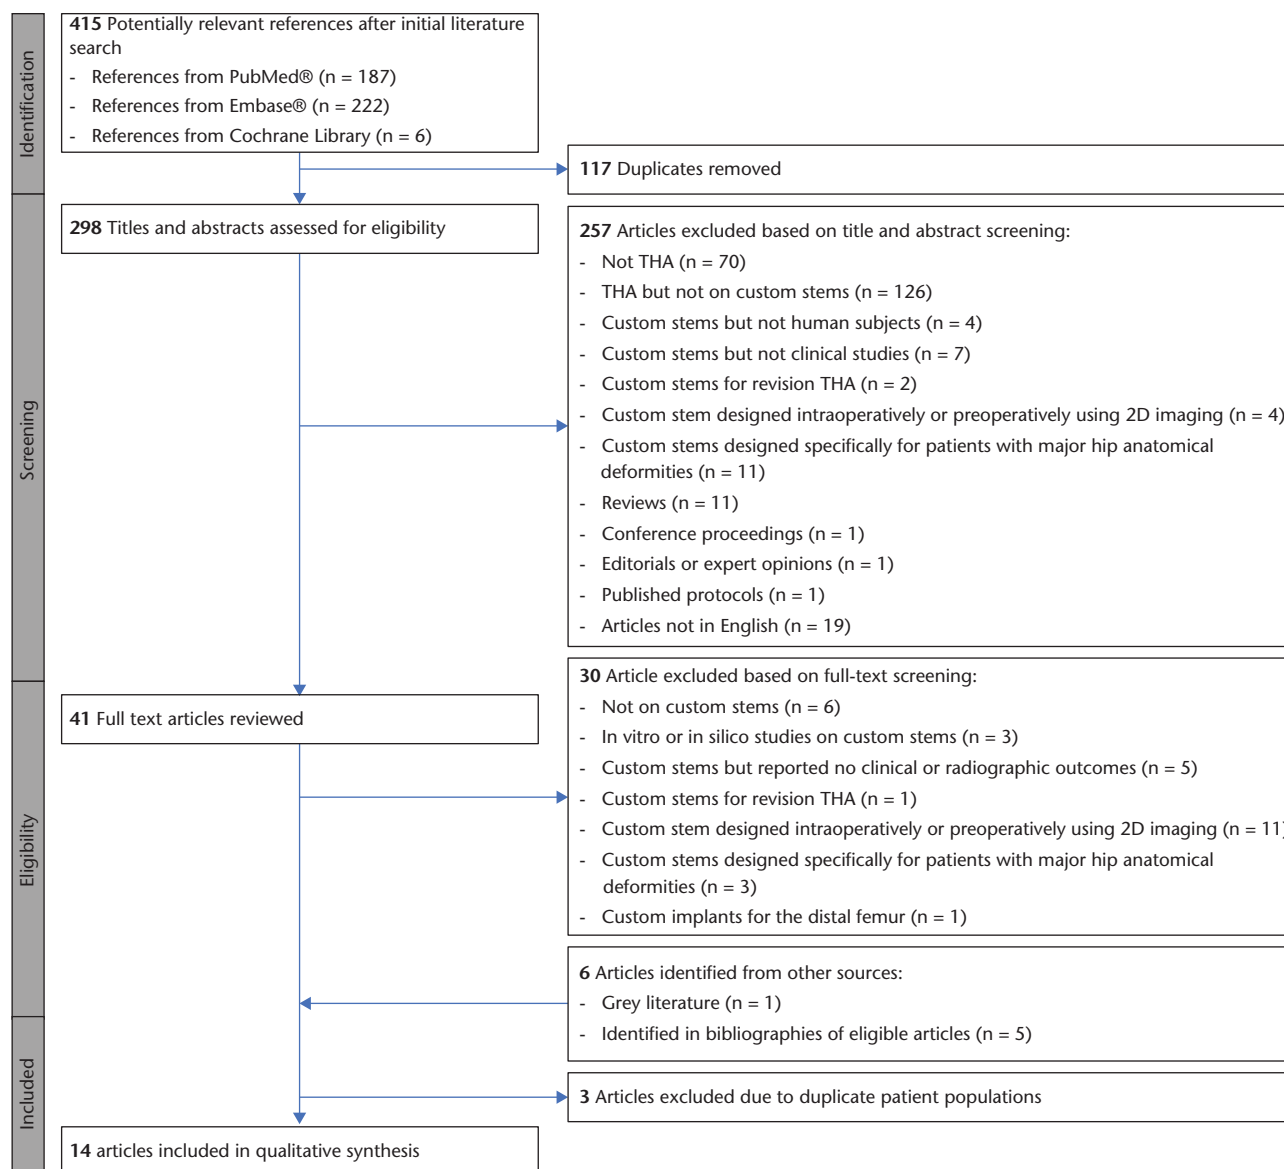 Identification
415 Potentially relevant references after initial literature
search
- References from PubMed® (n = 187)
- References from Embase® (n = 222)
- References from Cochrane Library (n = 6)
117 Duplicates removed
Screening
298 Titles and abstracts assessed for eligibility
257 Articles excluded based on title and abstract screening:
- Not THA (n = 70)
- THA but not on custom stems (n = 126)
- Custom stems but not human subjects (n = 4)
- Custom stems but not clinical studies (n = 7)
- Custom stems for revision THA (n = 2)
- Custom stem designed intraoperatively or preoperatively using 2D imaging (n = 4)
- Custom stems designed specifically for patients with major hip anatomical
deformities (n = 11)
- Reviews (n = 11)
- Conference proceedings (n = 1)
- Editorials or expert opinions (n = 1)
- Published protocols (n = 1)
- Articles not in English (n = 19)
Eligibility
41 Full text articles reviewed
30 Article excluded based on full-text screening:
- Not on custom stems (n = 6)
- In vitro or in silico studies on custom stems (n = 3)
- Custom stems but reported no clinical or radiographic outcomes (n = 5)
- Custom stems for revision THA (n = 1)
- Custom stem designed intraoperatively or preoperatively using 2D imaging (n = 11)
- Custom stems designed specifically for patients with major hip anatomical
deformities (n = 3)
- Custom implants for the distal femur (n = 1)
6 Articles identified from other sources:
- Grey literature (n = 1)
- Identified in bibliographies of eligible articles (n = 5)
Included
3 Articles excluded due to duplicate patient populations
14 articles included in qualitative synthesis